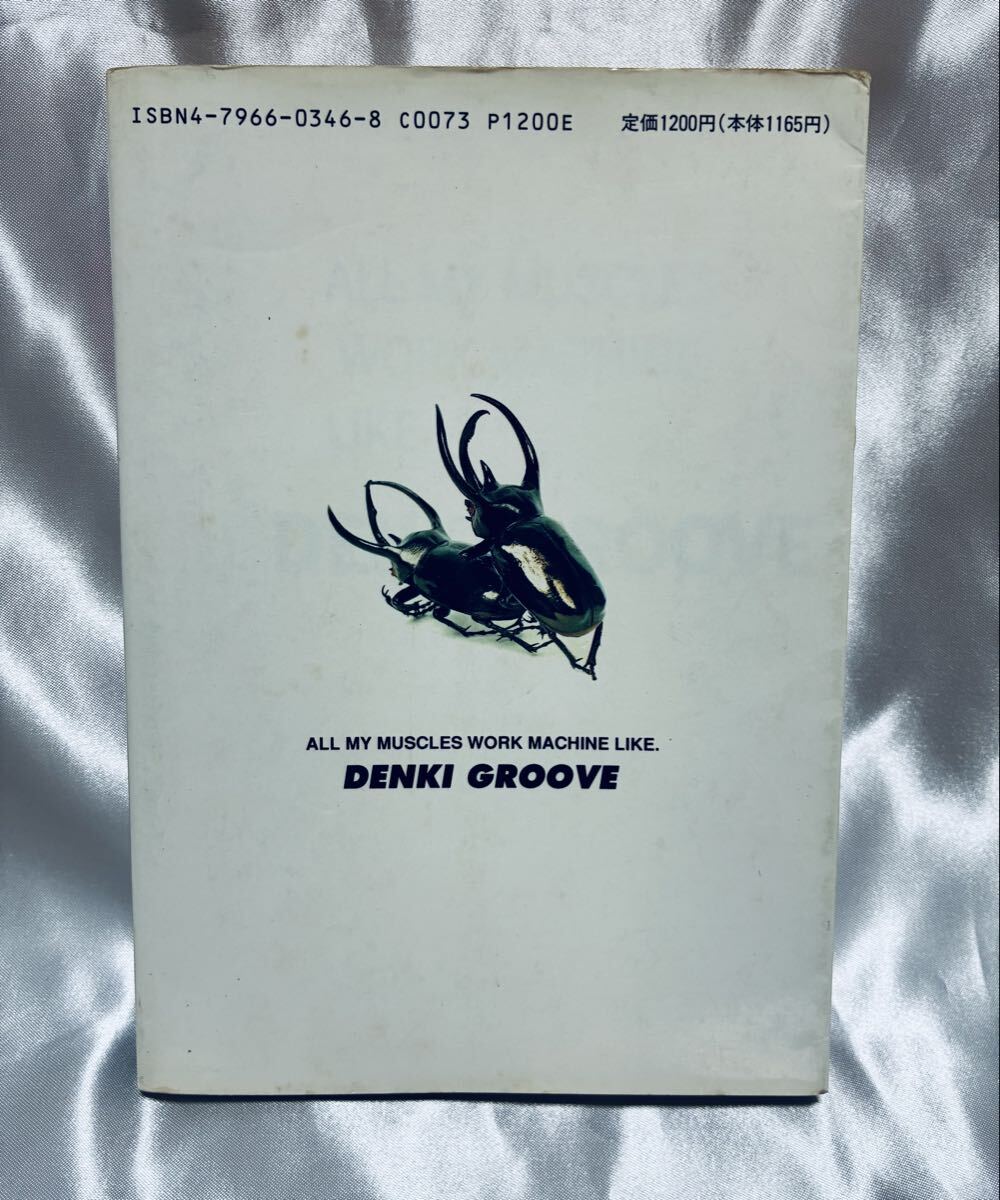 ISBN4-7966-0346-8 C0073 P1200E 定価1200円(本体1165円)
ALL MY MUSCLES WORK MACHINE LIKE.
DENKI GROOVE